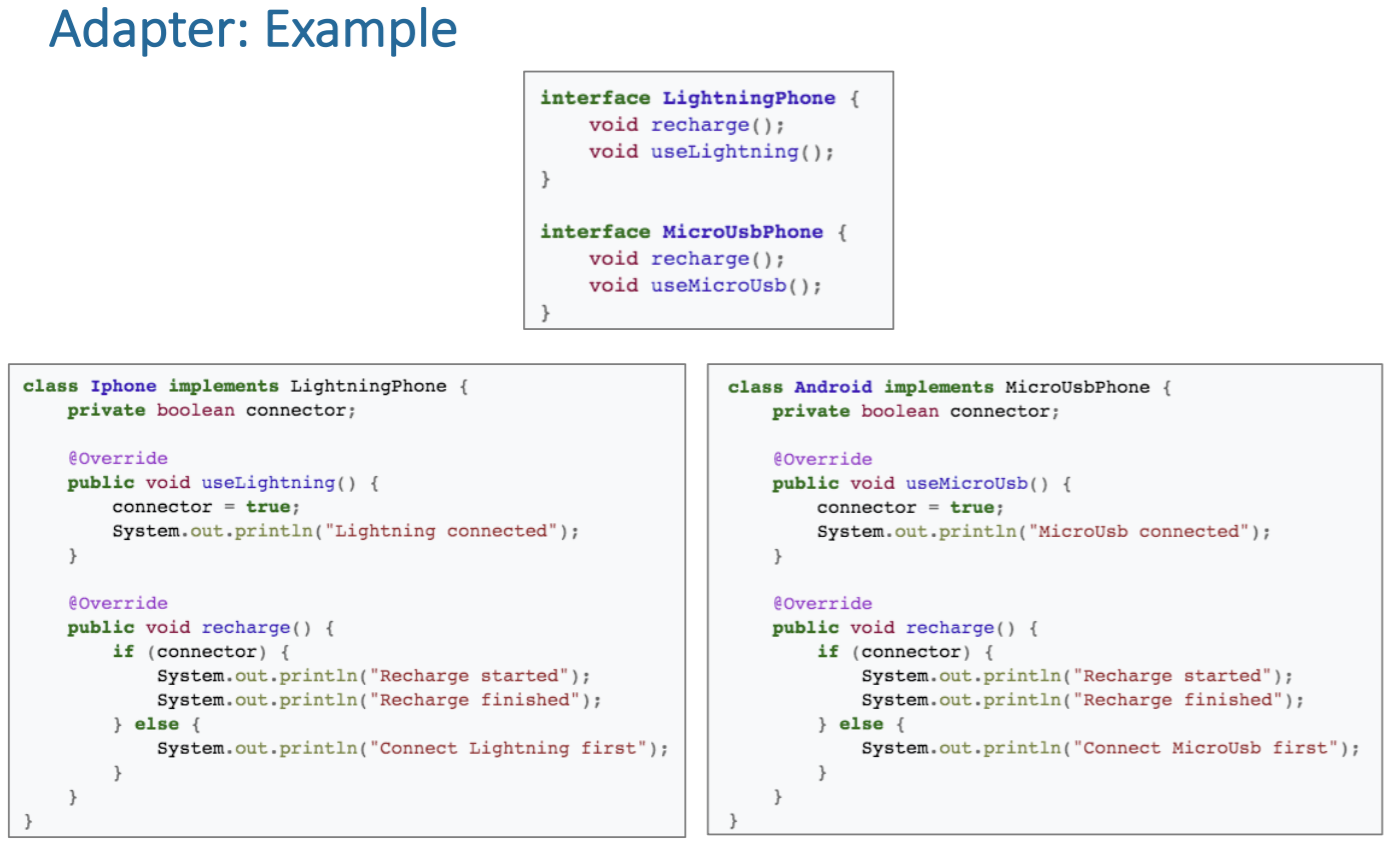 Adapter: Example
interface LightningPhone {
    void recharge();
    void useLightning();
}

interface MicroUsbPhone {
    void recharge();
    void useMicroUsb();
}
class Iphone implements LightningPhone {
    private boolean connector;

    @Override
    public void useLightning() {
        connector = true;
        System.out.println("Lightning connected");
    }

    @Override
    public void recharge() {
        if (connector) {
            System.out.println("Recharge started");
            System.out.println("Recharge finished");
        } else {
            System.out.println("Connect Lightning first");
        }
    }
}
class Android implements MicroUsbPhone {
    private boolean connector;

    @Override
    public void useMicroUsb() {
        connector = true;
        System.out.println("MicroUsb connected");
    }

    @Override
    public void recharge() {
        if (connector) {
            System.out.println("Recharge started");
            System.out.println("Recharge finished");
        } else {
            System.out.println("Connect MicroUsb first");
        }
    }
}